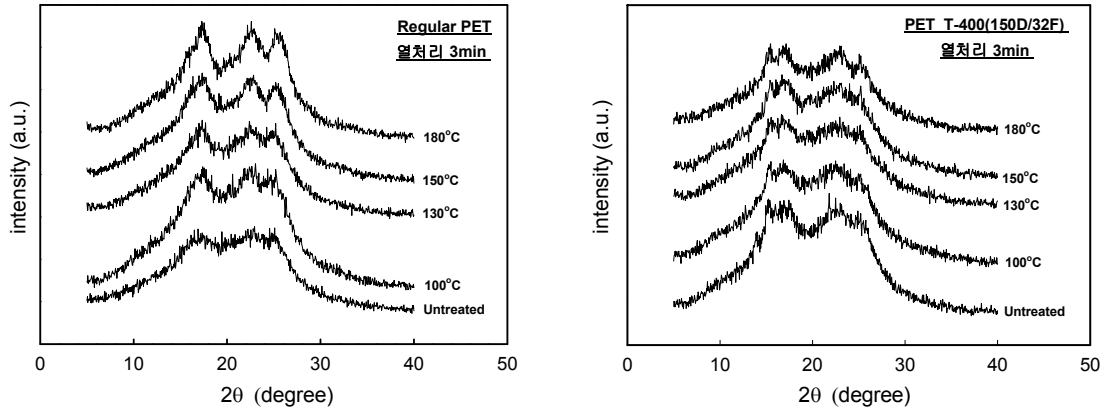 Regular PET
열처리 3min
intensity (a.u.)
180°C
150°C
130°C
100°C
Untreated
0 10 20 30 40 50
2θ (degree)
PET T-400(150D/32F)
열처리 3min
intensity (a.u.)
180°C
150°C
130°C
100°C
Untreated
0 10 20 30 40 50
2θ (degree)